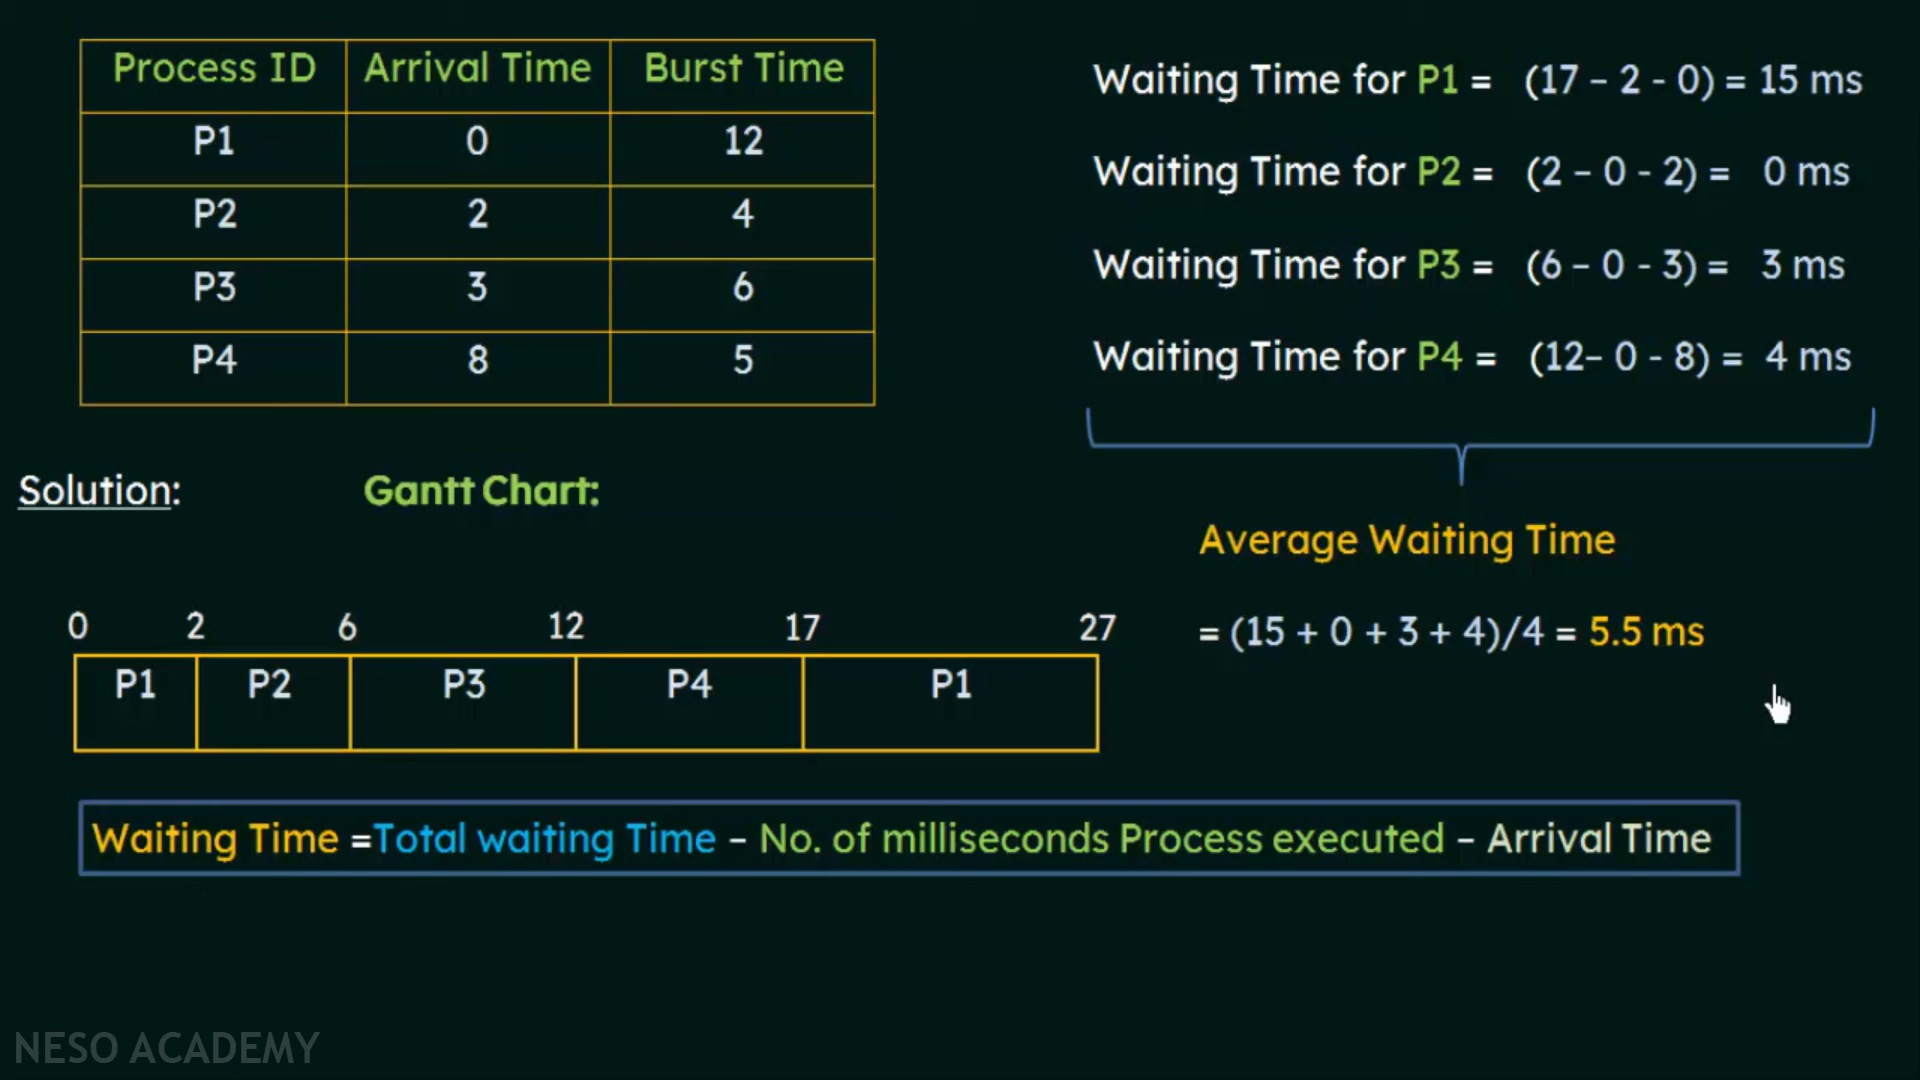 Process ID Arrival Time Burst Time
P1 0 12
P2 2 4
P3 3 6
P4 8 5
Waiting Time for P1 = (17 – 2 - 0) = 15 ms
Waiting Time for P2 = (2 – 0 - 2) = 0 ms
Waiting Time for P3 = (6 – 0 - 3) = 3 ms
Waiting Time for P4 = (12– 0 - 8) = 4 ms
Solution: Gantt Chart:
Average Waiting Time
= (15 + 0 + 3 + 4)/4 = 5.5 ms
0 2 6 12 17 27
P1 P2 P3 P4 P1
Waiting Time =Total waiting Time – No. of milliseconds Process executed – Arrival Time
NESO ACADEMY